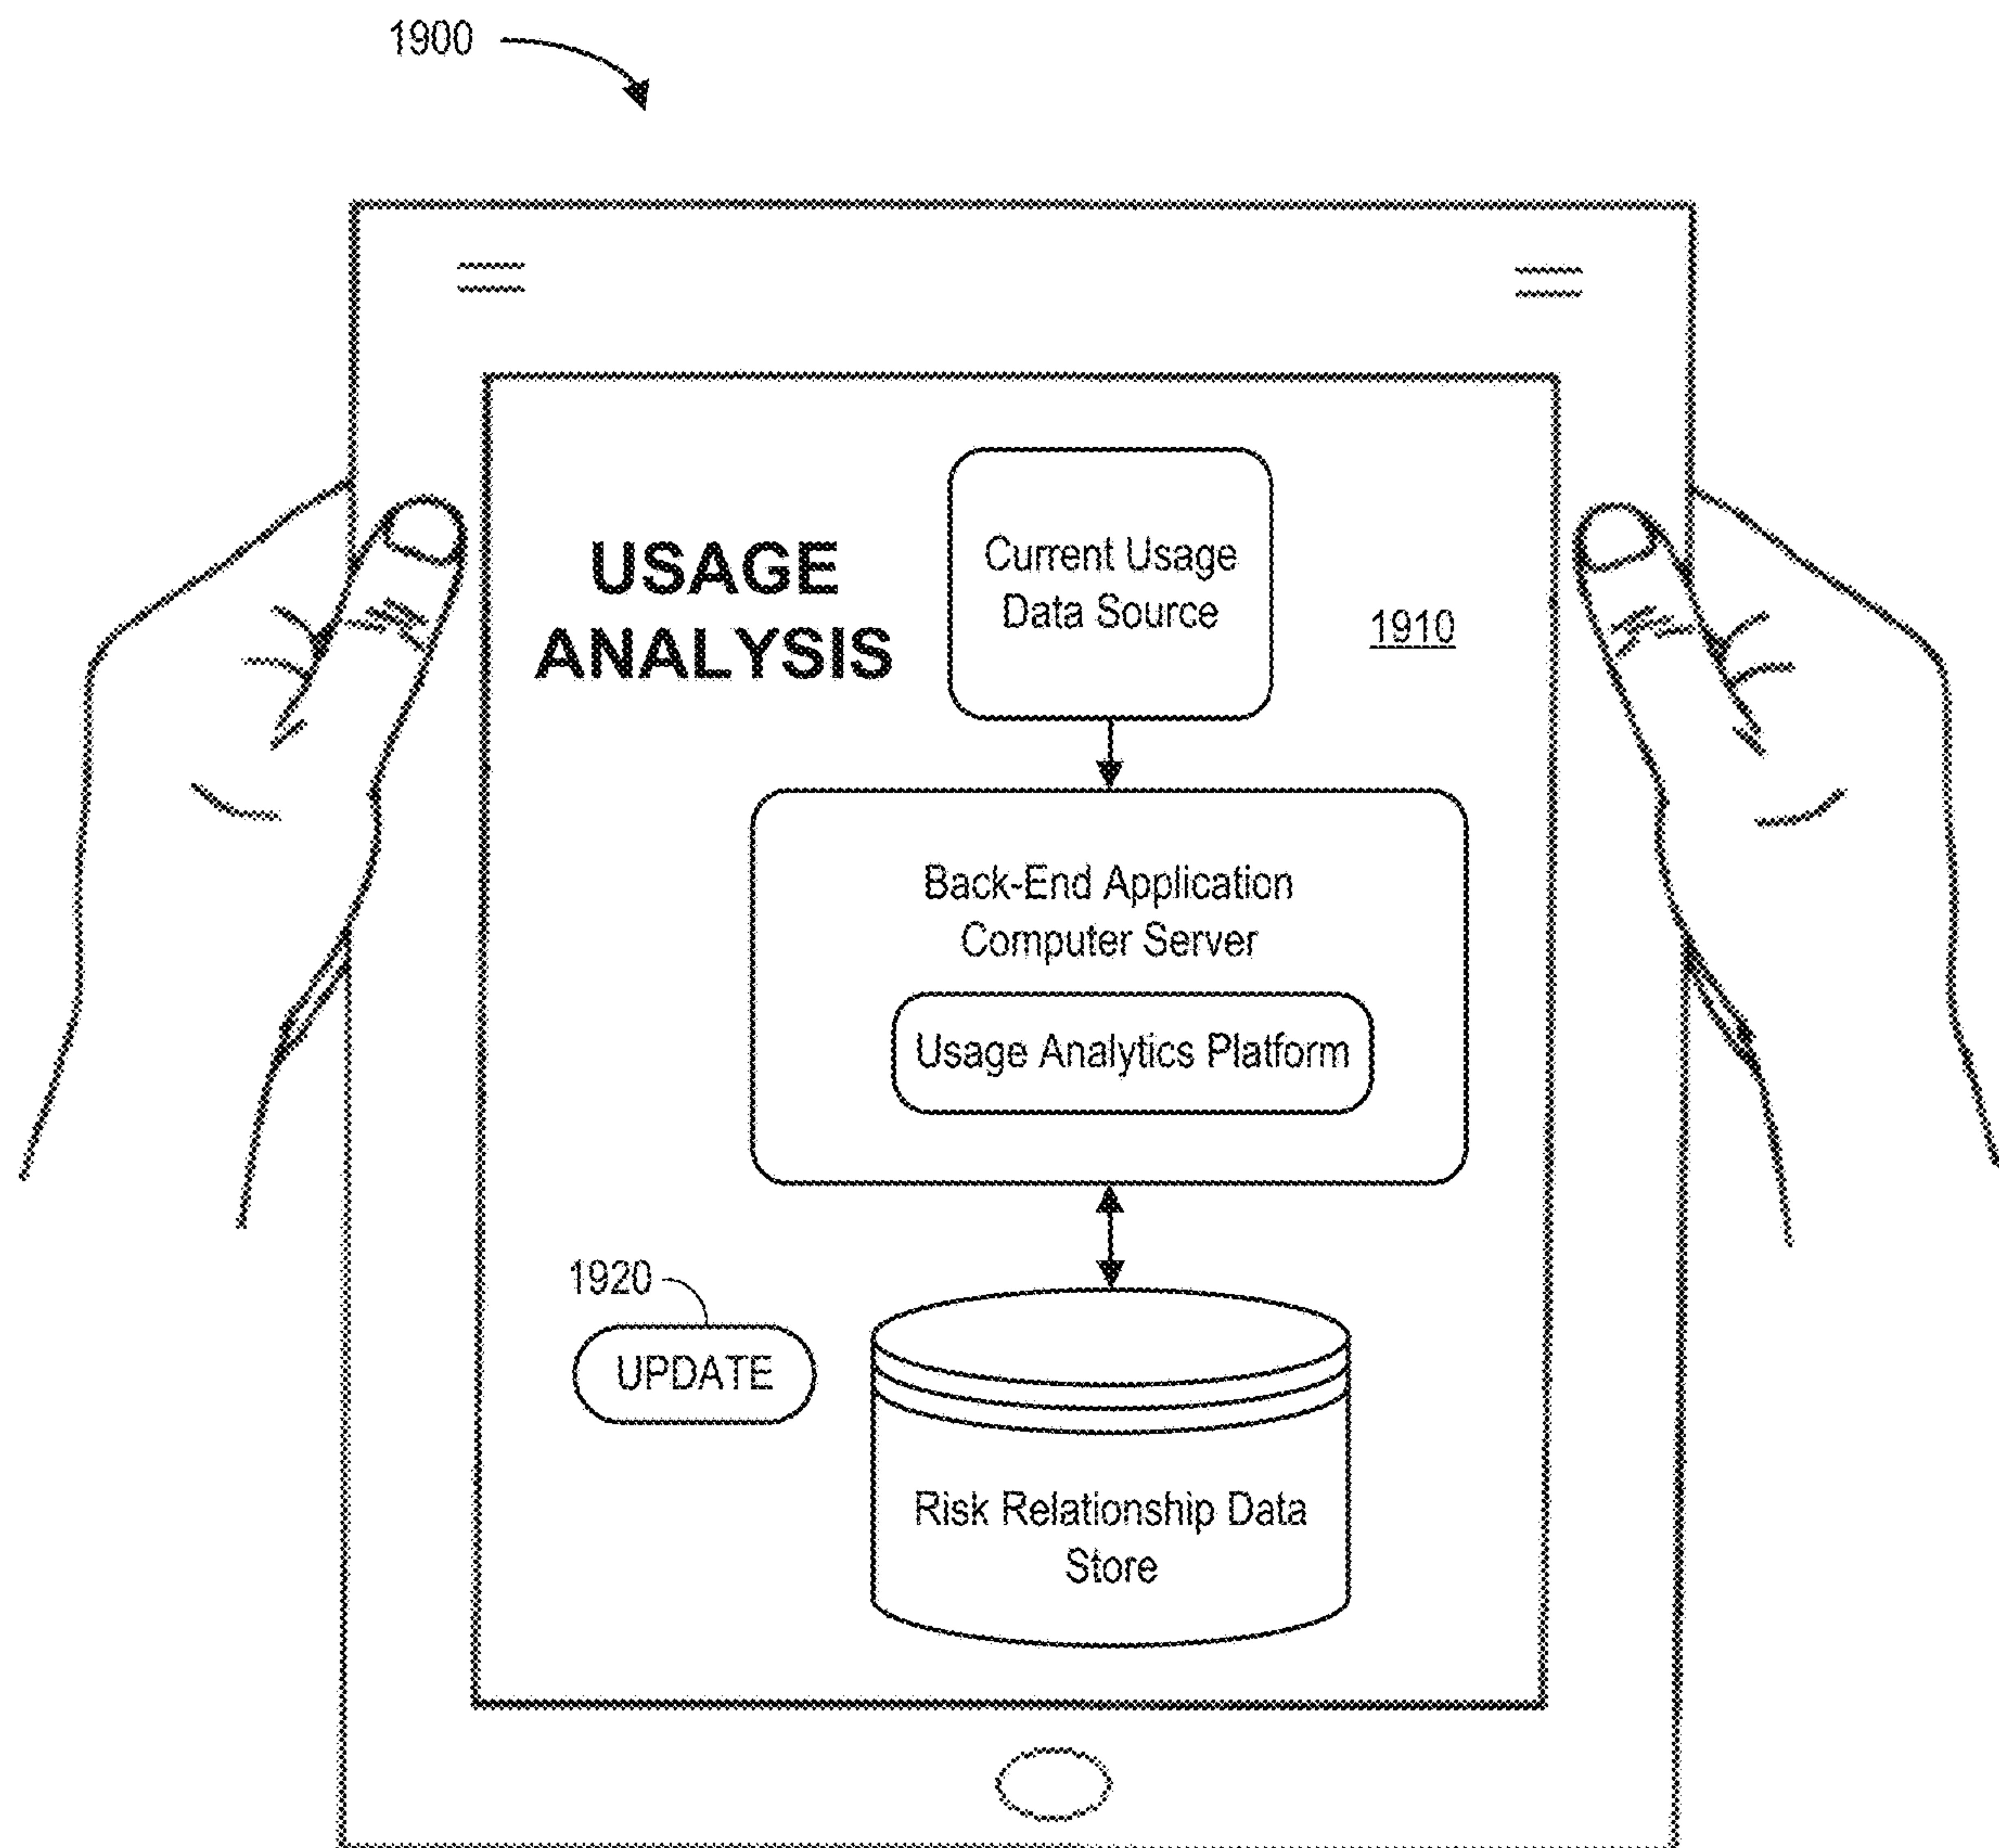 1900
USAGE
ANALYSIS
Current Usage
Data Source
1910
Back-End Application
Computer Server
Usage Analytics Platform
1920
UPDATE
Risk Relationship Data
Store